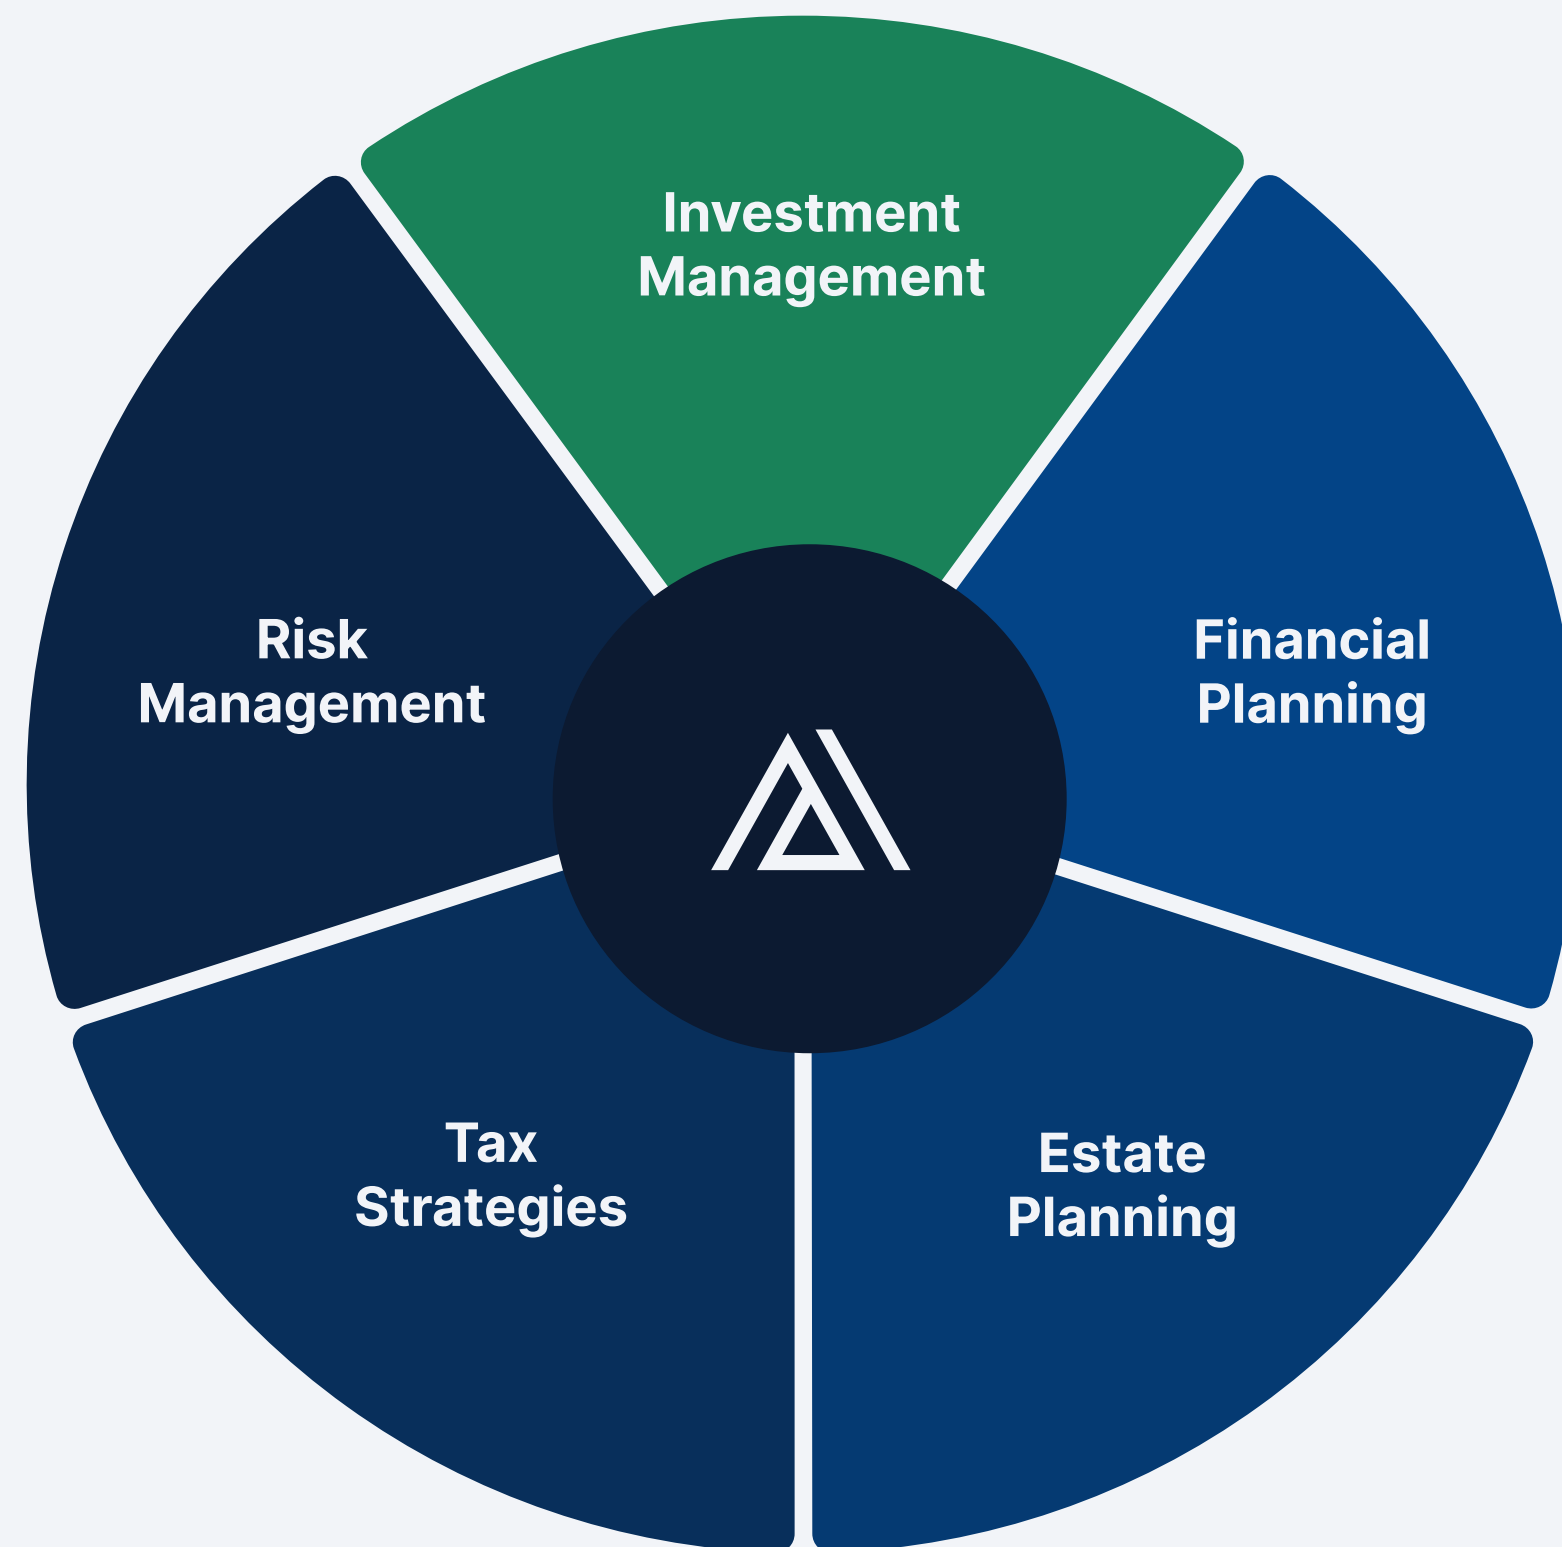 Investment
Management
Financial
Planning
Estate
Planning
Tax
Strategies
Risk
Management